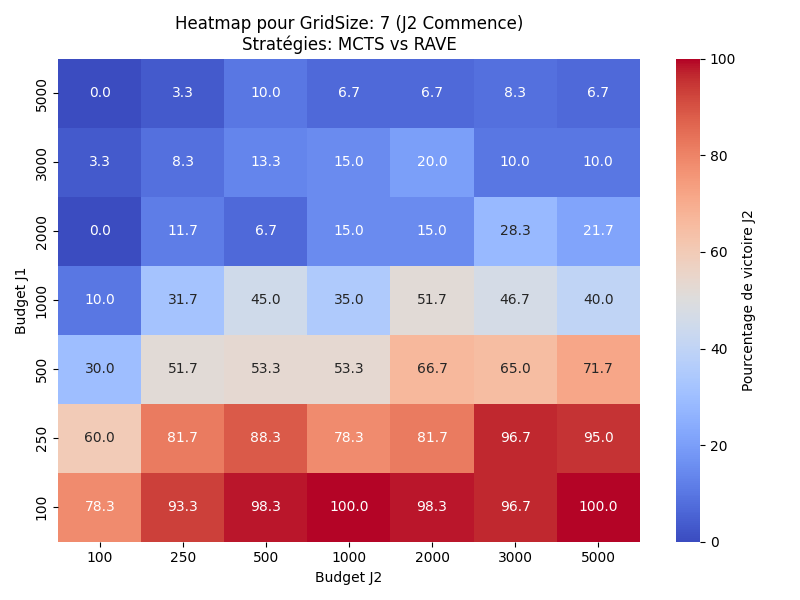 Heatmap pour GridSize: 7 (J2 Commence)
Stratégies: MCTS vs RAVE
Budget J1
5000 0.0 3.3 10.0 6.7 6.7 8.3 6.7
3000 3.3 8.3 13.3 15.0 20.0 10.0 10.0
2000 0.0 11.7 6.7 15.0 15.0 28.3 21.7
1000 10.0 31.7 45.0 35.0 51.7 46.7 40.0
500 30.0 51.7 53.3 53.3 66.7 65.0 71.7
250 60.0 81.7 88.3 78.3 81.7 96.7 95.0
100 78.3 93.3 98.3 100.0 98.3 96.7 100.0
100 250 500 1000 2000 3000 5000
Budget J2
100
80
60
40
20
0
Pourcentage de victoire J2